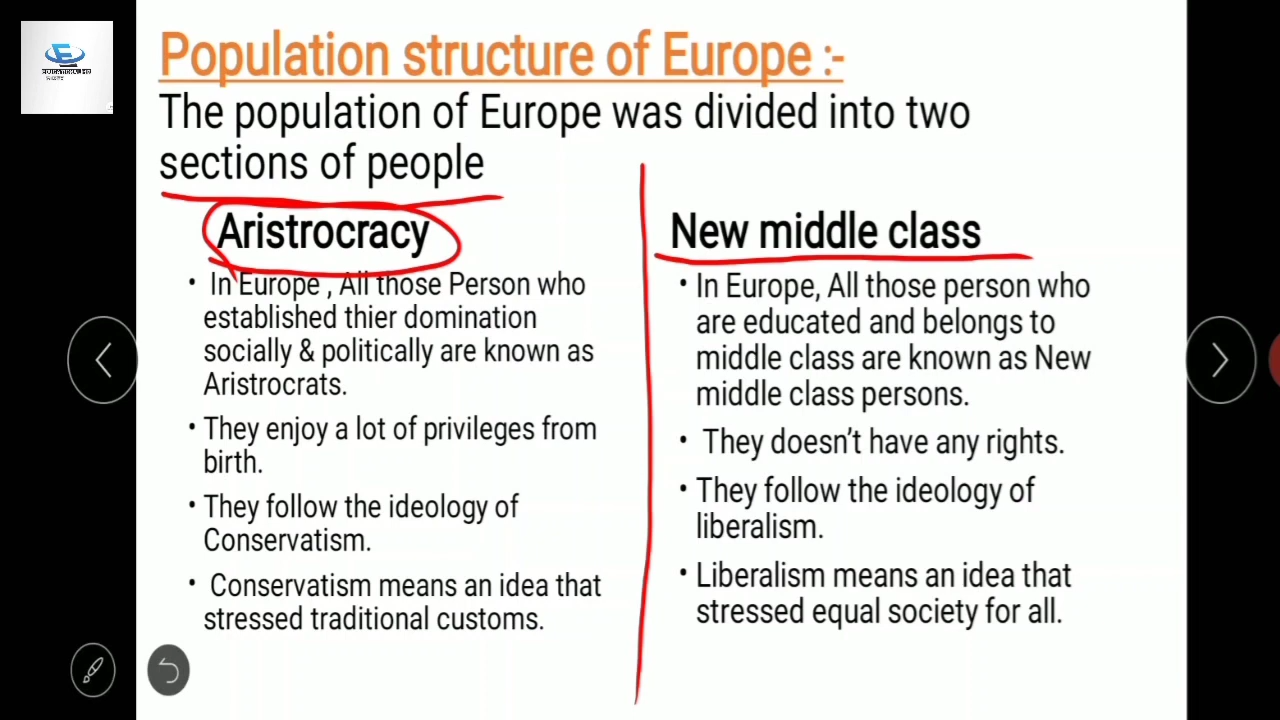 EDUCATIONAL HQ
Population structure of Europe :-
The population of Europe was divided into two
sections of people
Aristrocracy
• In Europe , All those Person who
established thier domination
socially & politically are known as
Aristrocrats.
• They enjoy a lot of privileges from
birth.
• They follow the ideology of
Conservatism.
• Conservatism means an idea that
stressed traditional customs.
New middle class
• In Europe, All those person who
are educated and belongs to
middle class are known as New
middle class persons.
• They doesn’t have any rights.
• They follow the ideology of
liberalism.
• Liberalism means an idea that
stressed equal society for all.